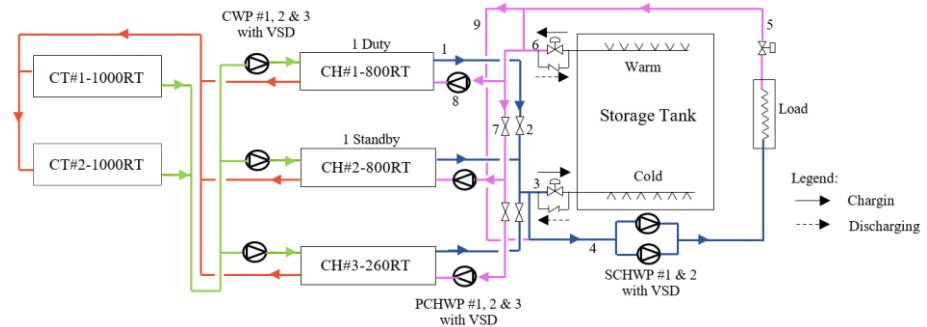 CWP #1, 2 & 3
with VSD
9
5
1 Duty
1
6
CT#1-1000RT
CH#1-800RT
Warm
8
Load
7
2
Storage Tank
1 Standby
CT#2-1000RT
CH#2-800RT
3
Cold
Legend:
Chargin
Discharging
4
CH#3-260RT
SCHWP #1 & 2
with VSD
PCHWP #1, 2 & 3
with VSD